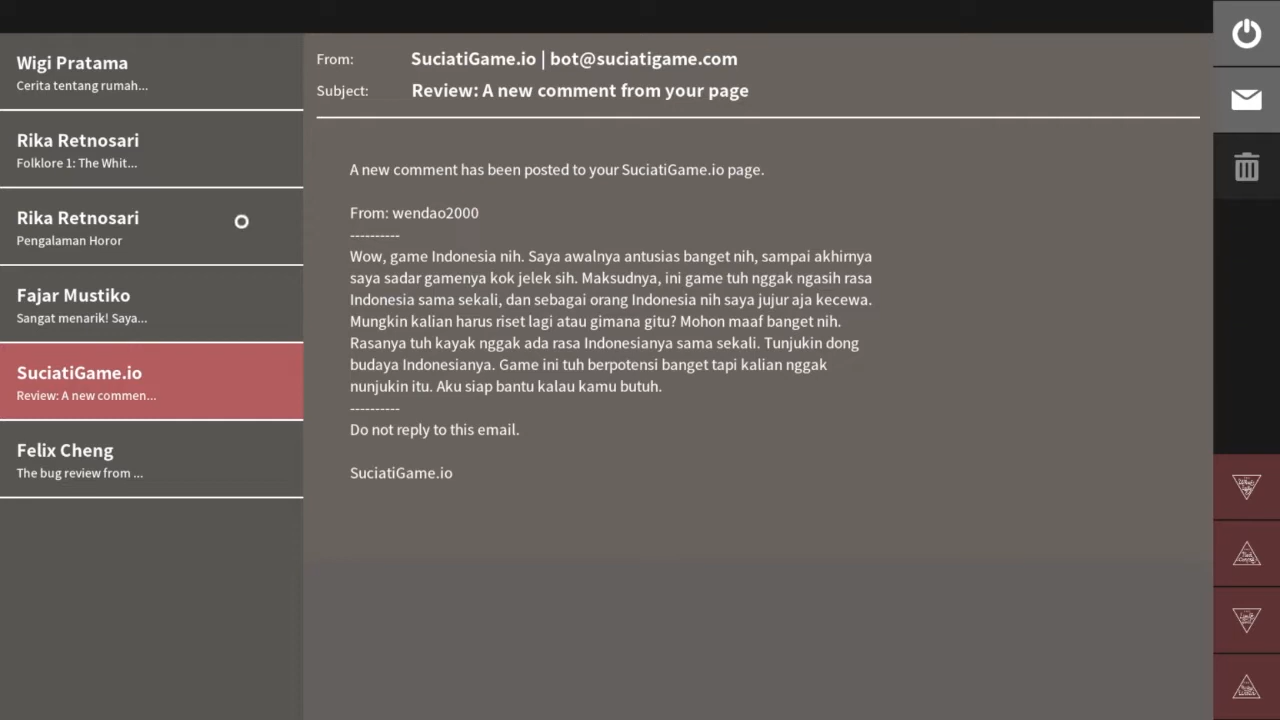 Wigi Pratama
Cerita tentang rumah...
Rika Retnosari
Folklore 1: The Whit...
Rika Retnosari
Pengalaman Horor
Fajar Mustiko
Sangat menarik! Saya...
SuciatiGame.io
Review: A new commen...
Felix Cheng
The bug review from ...
From: SuciatiGame.io | bot@suciatigame.com
Subject: Review: A new comment from your page
A new comment has been posted to your SuciatiGame.io page.
From: wendao2000
----------
Wow, game Indonesia nih. Saya awalnya antusias banget nih, sampai akhirnya
saya sadar gamenya kok jelek sih. Maksudnya, ini game tuh nggak ngasih rasa
Indonesia sama sekali, dan sebagai orang Indonesia nih saya jujur aja kecewa.
Mungkin kalian harus riset lagi atau gimana gitu? Mohon maaf banget nih.
Rasanya tuh kayak nggak ada rasa Indonesianya sama sekali. Tunjukin dong
budaya Indonesianya. Game ini tuh berpotensi banget tapi kalian nggak
nunjukin itu. Aku siap bantu kalau kamu butuh.
----------
Do not reply to this email.
SuciatiGame.io